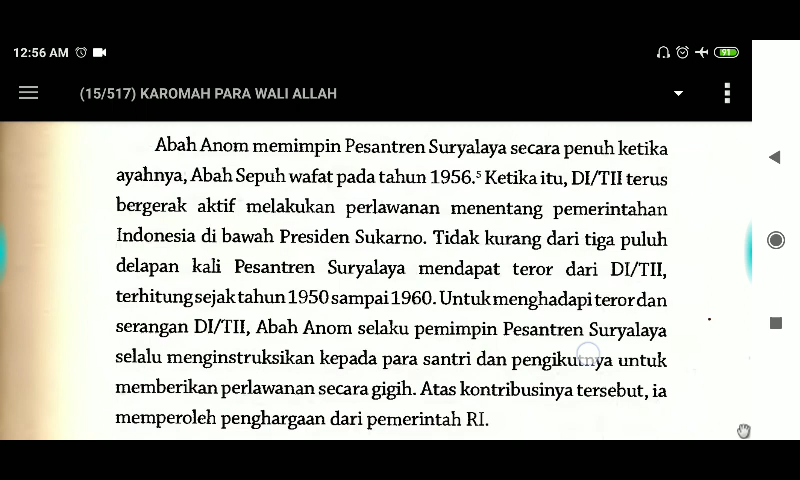 12:56 AM
91
(15/517) KAROMAH PARA WALI ALLAH
Abah Anom memimpin Pesantren Suryalaya secara penuh ketika
ayahnya, Abah Sepuh wafat pada tahun 1956.⁵ Ketika itu, DI/TII terus
bergerak aktif melakukan perlawanan menentang pemerintahan
Indonesia di bawah Presiden Sukarno. Tidak kurang dari tiga puluh
delapan kali Pesantren Suryalaya mendapat teror dari DI/TII,
terhitung sejak tahun 1950 sampai 1960. Untuk menghadapi teror dan
serangan DI/TII, Abah Anom selaku pemimpin Pesantren Suryalaya
selalu menginstruksikan kepada para santri dan pengikutnya untuk
memberikan perlawanan secara gigih. Atas kontribusinya tersebut, ia
memperoleh penghargaan dari pemerintah RI.